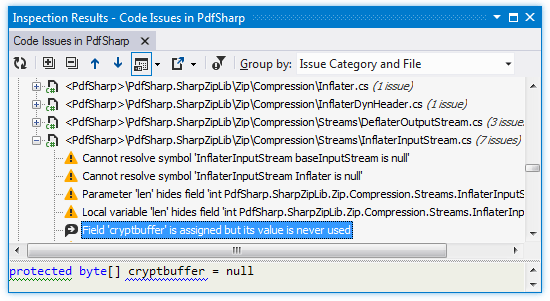 Inspection Results - Code Issues in PdfSharp
Code Issues in PdfSharp
Group by: Issue Category and File
<PdfSharp>\PdfSharp.SharpZipLib\Zip\Compression\Inflater.cs (1 issue)
<PdfSharp>\PdfSharp.SharpZipLib\Zip\Compression\InflaterDynHeader.cs (1 issue)
<PdfSharp>\PdfSharp.SharpZipLib\Zip\Compression\Streams\DeflaterOutputStream.cs (3 issue
<PdfSharp>\PdfSharp.SharpZipLib\Zip\Compression\Streams\InflaterInputStream.cs (7 issues)
Cannot resolve symbol 'InflaterInputStream baseInputStream is null'
Cannot resolve symbol 'InflaterInputStream Inflater is null'
Parameter 'len' hides field 'int PdfSharp.SharpZipLib.Zip.Compression.Streams.InflaterInputSt
Local variable 'len' hides field 'int PdfSharp.SharpZipLib.Zip.Compression.Streams.InflaterInp
Field 'cryptbuffer' is assigned but its value is never used
protected byte[] cryptbuffer = null